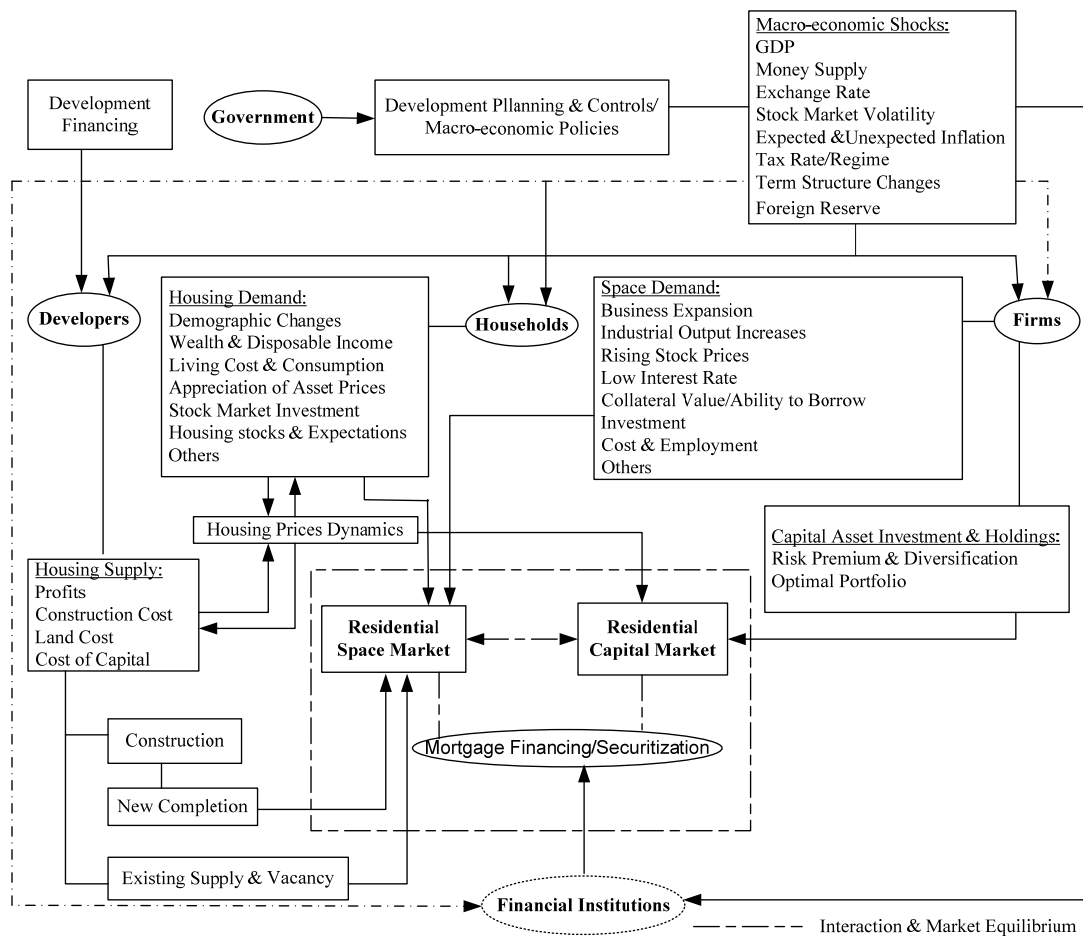 Macro-economic Shocks:
GDP
Money Supply
Exchange Rate
Stock Market Volatility
Expected &Unexpected Inflation
Tax Rate/Regime
Term Structure Changes
Foreign Reserve
Development
Financing
Government
Development Pllanning & Controls/
Macro-economic Policies
Developers
Housing Demand:
Demographic Changes
Wealth & Disposable Income
Living Cost & Consumption
Appreciation of Asset Prices
Stock Market Investment
Housing stocks & Expectations
Others
Households
Space Demand:
Business Expansion
Industrial Output Increases
Rising Stock Prices
Low Interest Rate
Collateral Value/Ability to Borrow
Investment
Cost & Employment
Others
Firms
Housing Prices Dynamics
Capital Asset Investment & Holdings:
Risk Premium & Diversification
Optimal Portfolio
Housing Supply:
Profits
Construction Cost
Land Cost
Cost of Capital
Residential
Space Market
Residential
Capital Market
Construction
Mortgage Financing/Securitization
New Completion
Existing Supply & Vacancy
Financial Institutions
Interaction & Market Equilibrium